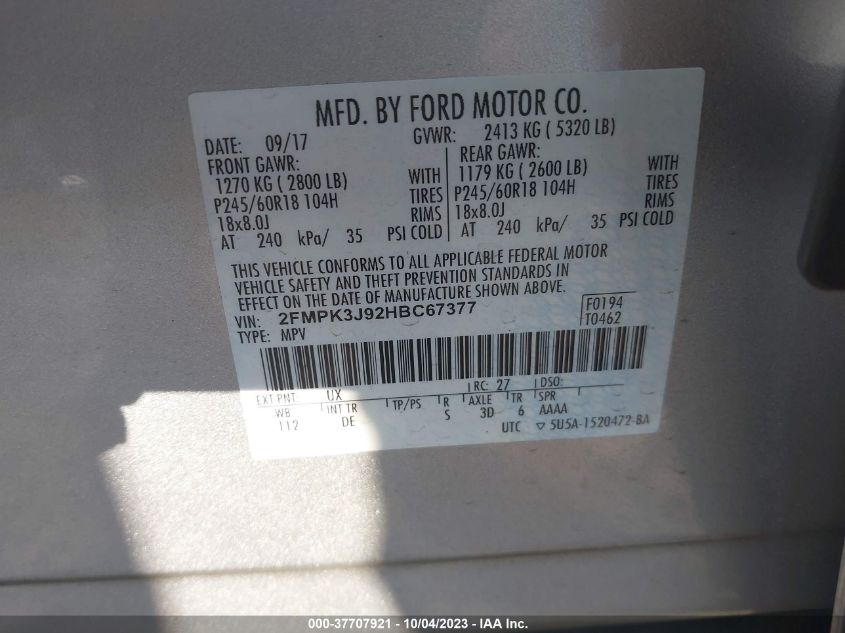 MFD. BY FORD MOTOR CO.
DATE: 09/17 GVWR: 2413 KG ( 5320 LB)
FRONT GAWR: REAR GAWR:
1270 KG ( 2800 LB) WITH 1179 KG ( 2600 LB) WITH
P245/60R18 104H TIRES P245/60R18 104H TIRES
18x8.0J RIMS 18x8.0J RIMS
AT 240 kPa/ 35 PSI COLD AT 240 kPa/ 35 PSI COLD
THIS VEHICLE CONFORMS TO ALL APPLICABLE FEDERAL MOTOR
VEHICLE SAFETY AND THEFT PREVENTION STANDARDS IN
EFFECT ON THE DATE OF MANUFACTURE SHOWN ABOVE.
VIN: 2FMPK3J92HBC67377 F0194
TYPE: MPV T0462
EXT PNT: UX RC: 27 DSO:
WB INT TR TP/PS R AXLE TR SPR
112 DE S 3D 6 AAAA
UTC ▽ 5U5A-1520472-BA
000-37707921 - 10/04/2023 - IAA Inc.